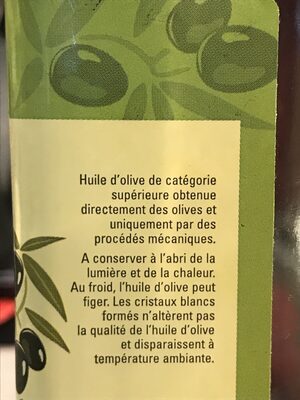 Huile d'olive de catégorie
supérieure obtenue
directement des olives et
uniquement par des
procédés mécaniques.
A conserver à l'abri de la
lumière et de la chaleur.
Au froid, l'huile d'olive peut
figer. Les cristaux blancs
formés n'altèrent pas
la qualité de l'huile d'olive
et disparaissent à
température ambiante.